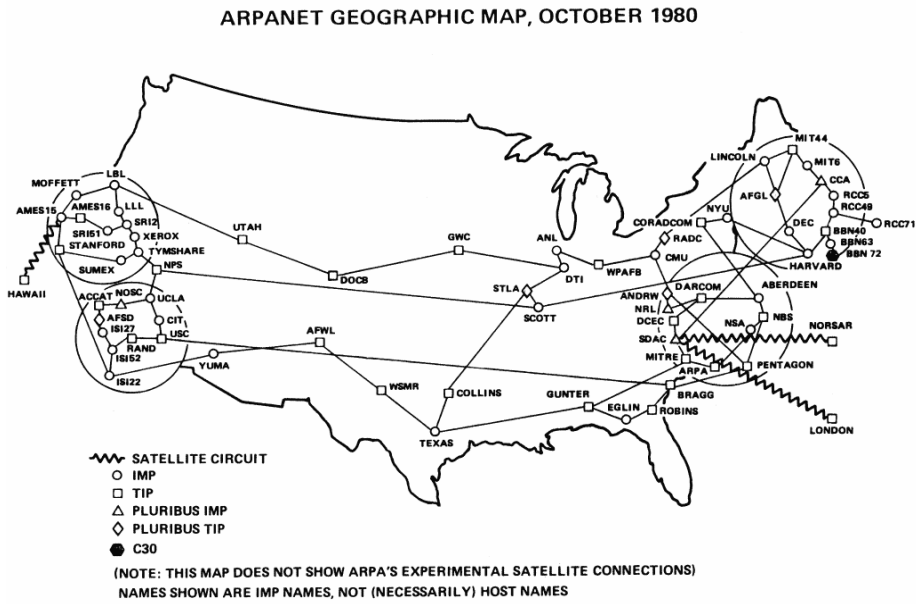 ARPANET GEOGRAPHIC MAP, OCTOBER 1980
MIT44
LINCOLN
MIT6
CCA
LBL
MOFFETT
AMES15
AMES16
LLL
SRI2
SRI51
XEROX
STANFORD
TYMSHARE
SUMEX
NPS
HAWAII
UTAH
GWC
DOCB
ANL
DTI
WPAFB
STLA
SCOTT
AFGL
RCC5
RCC49
RCC71
DEC
BBN40
BBN63
BBN 72
HARVARD
NYU
CORADCOM
RADC
CMU
ANDRW
DARCOM
ABERDEEN
NRL
DCEC
NSA
NBS
SDAC
NORSAR
MITRE
ARPA
PENTAGON
LONDON
ACCAT
NOSC
UCLA
AFSD
CIT
ISI27
RAND
USC
ISI52
ISI22
YUMA
AFWL
WSMR
COLLINS
TEXAS
GUNTER
EGLIN
ROBINS
BRAGG
SATELLITE CIRCUIT
IMP
TIP
PLURIBUS IMP
PLURIBUS TIP
C30
(NOTE: THIS MAP DOES NOT SHOW ARPA'S EXPERIMENTAL SATELLITE CONNECTIONS)
NAMES SHOWN ARE IMP NAMES, NOT (NECESSARILY) HOST NAMES